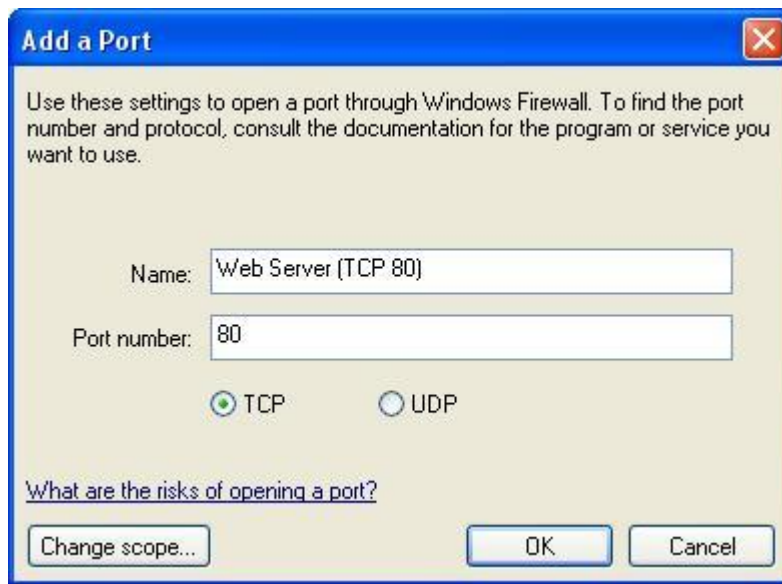 Add a Port
Use these settings to open a port through Windows Firewall. To find the port
number and protocol, consult the documentation for the program or service you
want to use.
Name: Web Server (TCP 80)
Port number: 80
TCP UDP
What are the risks of opening a port?
Change scope... OK Cancel